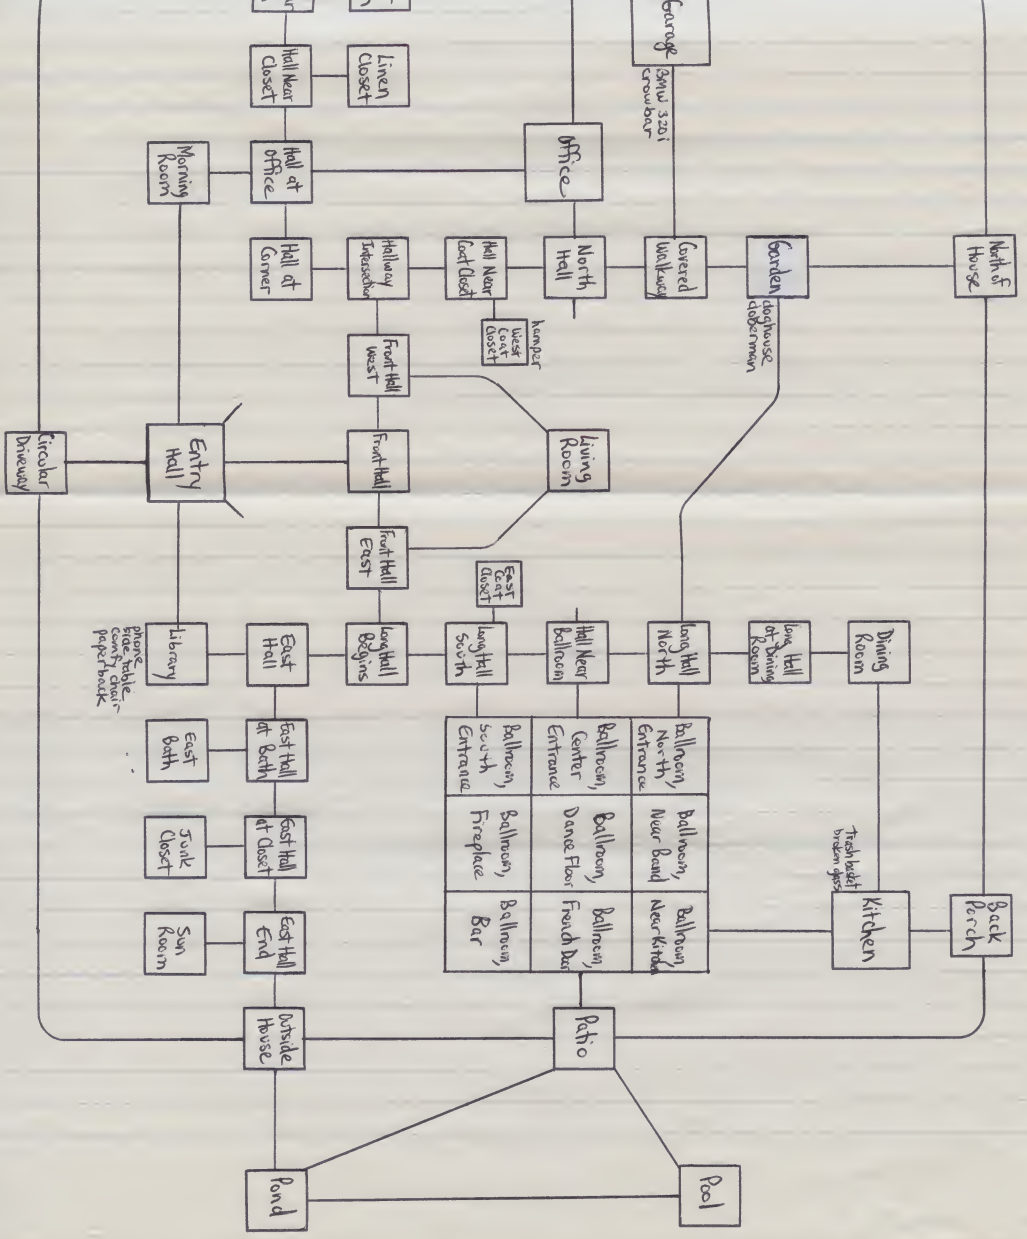 North of
House
Back
Porch
Dining
Room
Kitchen
Trash basket
broken glass
Garden
doghouse
doberman
Long Hall
at Dining
Room
Garage
BMW 320i
crowbar
Covered
Walkway
Long Hall
North
Ballroom,
North
Entrance
Ballroom,
Near Band
Ballroom,
Near Kitchen
Pool
Office
North
Hall
Living
Room
Hall Near
Ballroom
Ballroom,
Center
Entrance
Ballroom,
Dance Floor
Ballroom,
French Door
Patio
Hall Near
Coat Closet
hamper
West
Coat
Closet
East
Coat
Closet
Long Hall
South
Ballroom,
South
Entrance
Ballroom,
Fireplace
Ballroom,
Bar
Linen
Closet
Hallway
Intersection
Front Hall
West
Front Hall
Front Hall
East
Long Hall
Begins
Hall Near
Closet
Hall at
Office
Hall at
Corner
East
Hall
East Hall
at Bath
East Hall
at Closet
East Hall
End
Outside
House
Pond
Morning
Room
Entry
Hall
Library
phone
brace, table
comfy chair
paperback
East
Bath
Junk
Closet
Sun
Room
Circular
Driveway